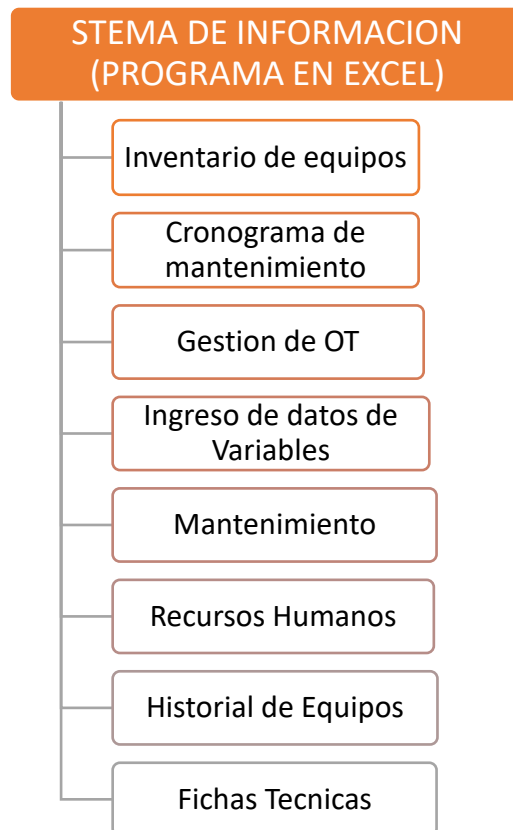 STEMA DE INFORMACION
(PROGRAMA EN EXCEL)
Inventario de equipos
Cronograma de
mantenimiento
Gestion de OT
Ingreso de datos de
Variables
Mantenimiento
Recursos Humanos
Historial de Equipos
Fichas Tecnicas